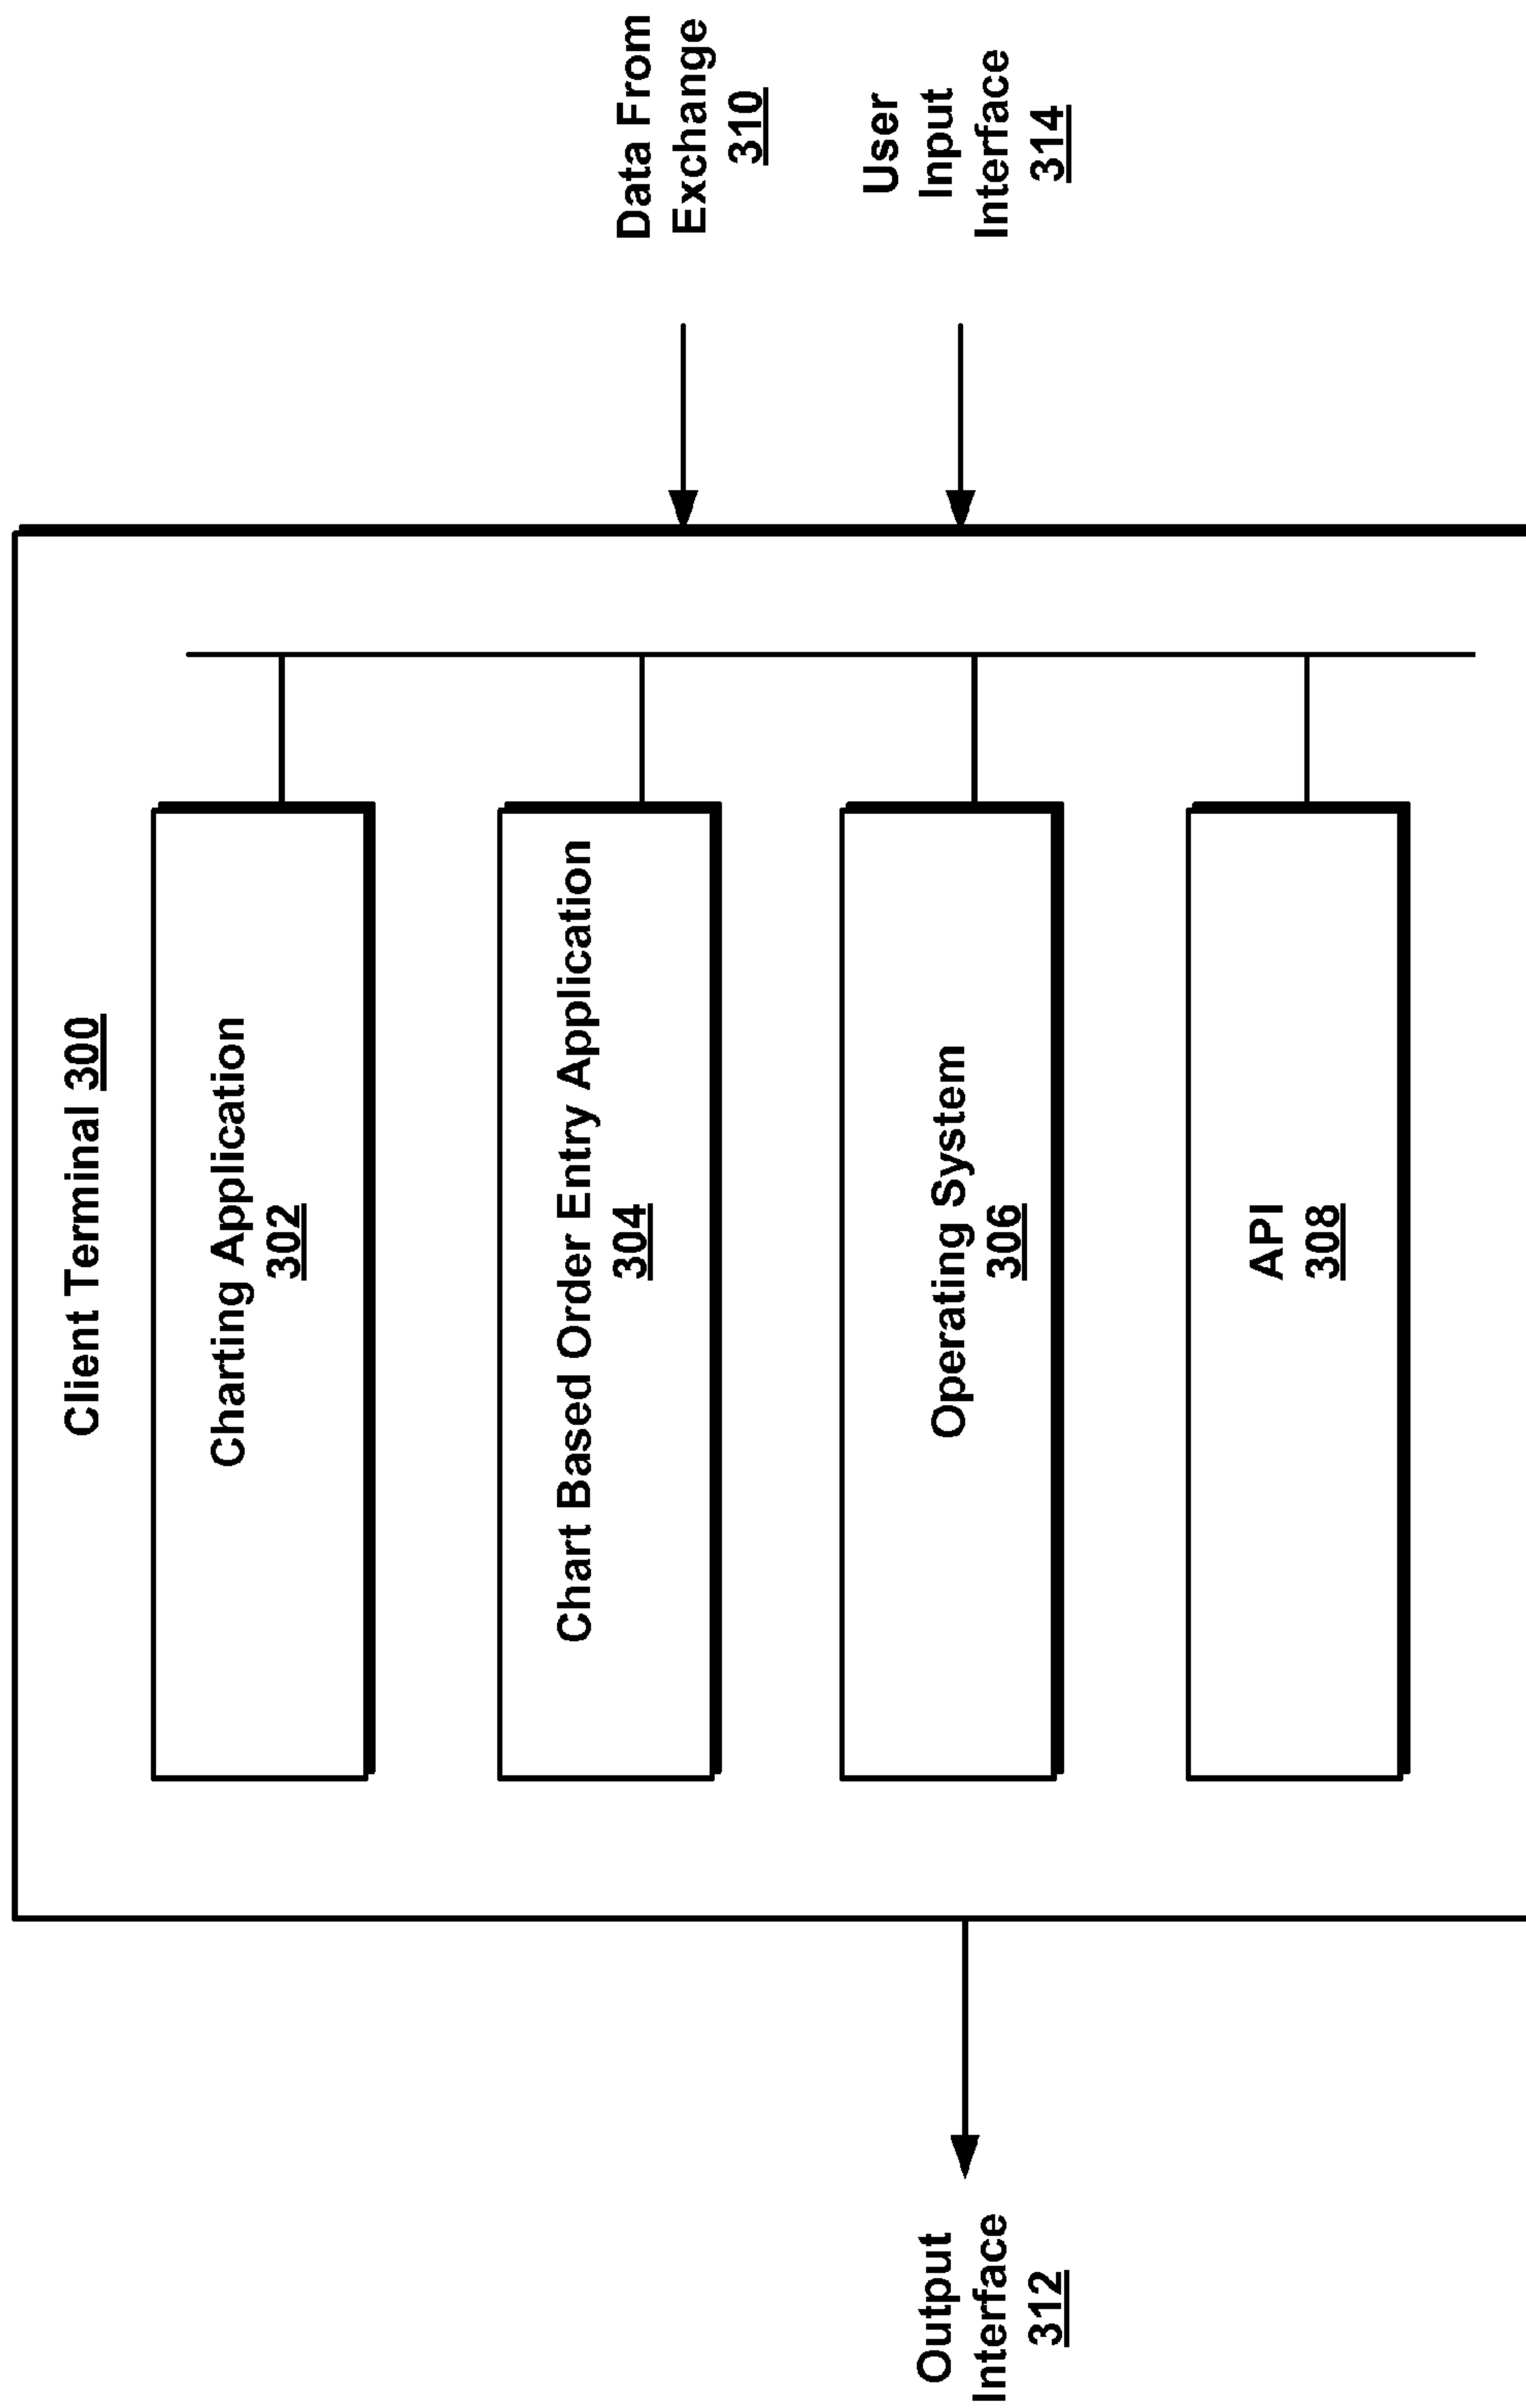 Client Terminal 300
Charting Application
302
Chart Based Order Entry Application
304
Operating System
306
API
308
Output
Interface
312
Data From
Exchange
310
User
Input
Interface
314